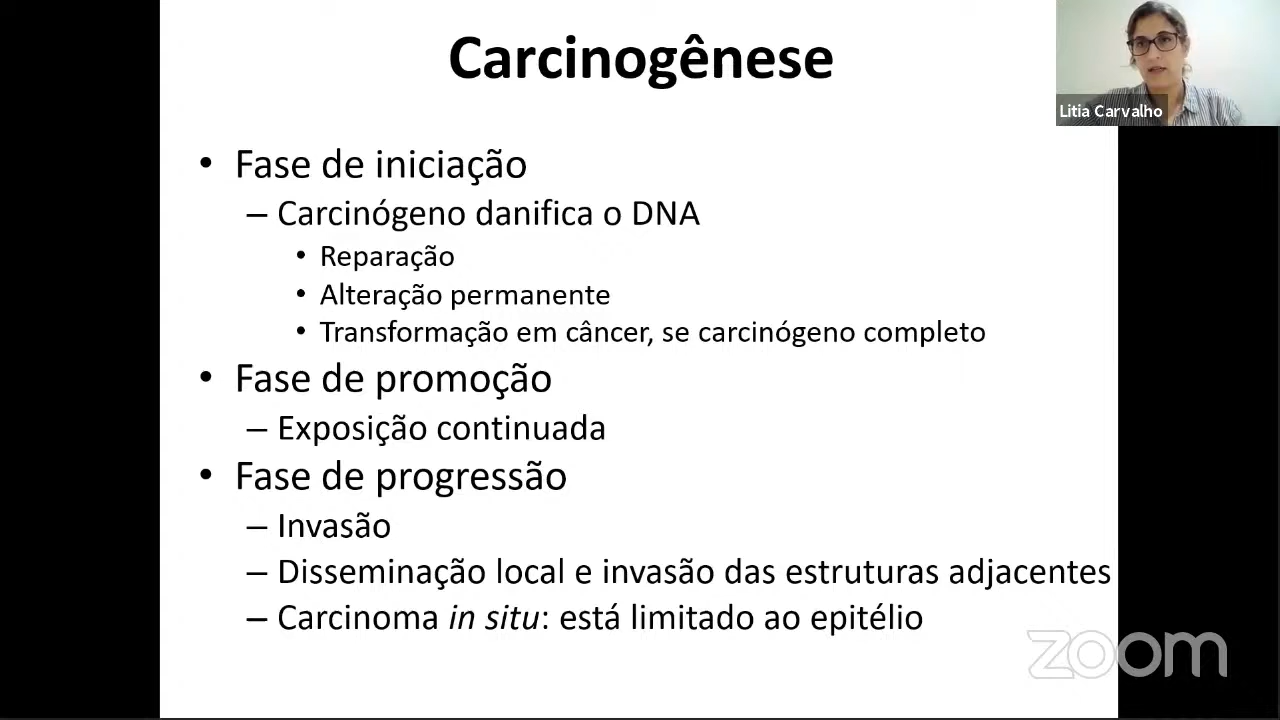 Carcinogênese
Litia Carvalho
• Fase de iniciação
– Carcinógeno danifica o DNA
• Reparação
• Alteração permanente
• Transformação em câncer, se carcinógeno completo
• Fase de promoção
– Exposição continuada
• Fase de progressão
– Invasão
– Disseminação local e invasão das estruturas adjacentes
– Carcinoma in situ: está limitado ao epitélio
zoom